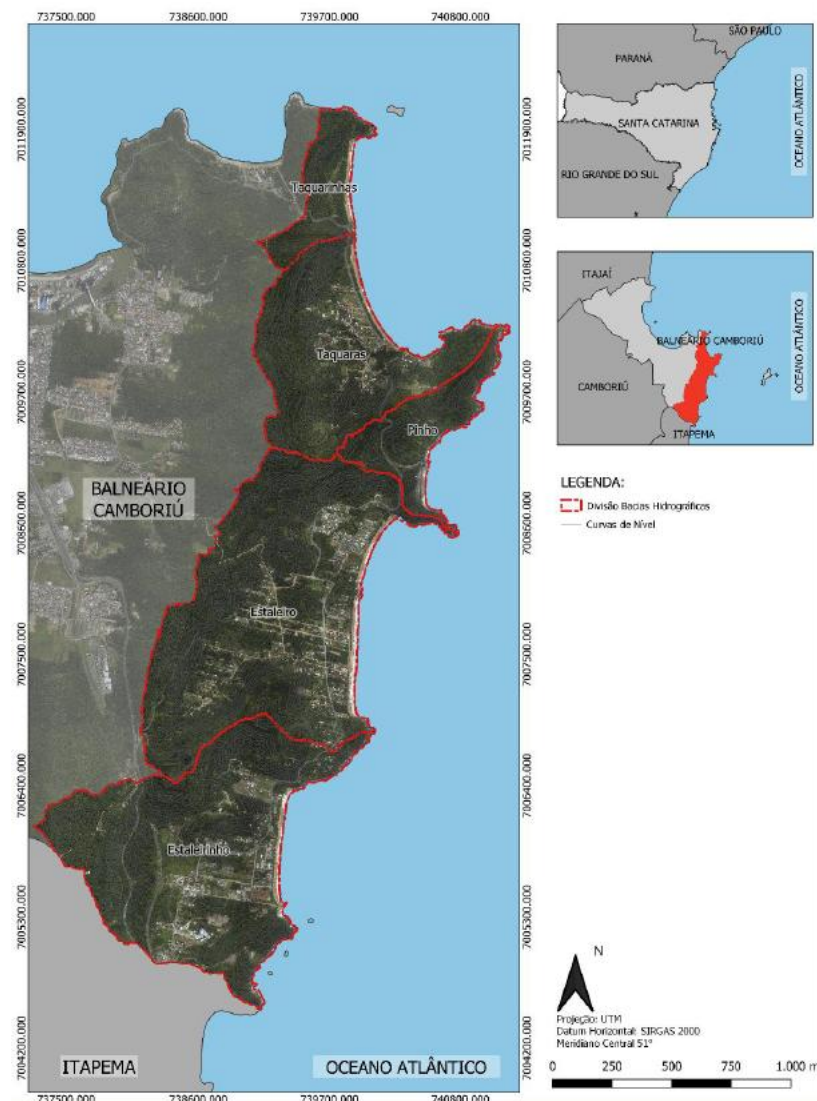 737500.000
738600.000
739700.000
740800.000
7011900.000
7010800.000
7009700.000
7008600.000
7007500.000
7006400.000
7005300.000
7004200.000
Taquarinhas
Taquaras
Pinho
BALNEÁRIO
CAMBORIÚ
Estaleiro
Estaleirinho
ITAPEMA
OCEANO ATLÂNTICO
7011900.000
7010800.000
7009700.000
7008600.000
7007500.000
7006400.000
7005300.000
7004200.000
737500.000
738600.000
739700.000
740800.000
SÃO PAULO
PARANÁ
SANTA CATARINA
RIO GRANDE DO SUL
OCEANO ATLÂNTICO
ITAJAÍ
BALNEÁRIO CAMBORIÚ
CAMBORIÚ
ITAPEMA
OCEANO ATLÂNTICO
LEGENDA:
Divisão Bacias Hidrográficas
Curvas de Nível
N
Projeção: UTM
Datum Horizontal: SIRGAS 2000
Meridiano Central 51°
0 250 500 750 1.000 m